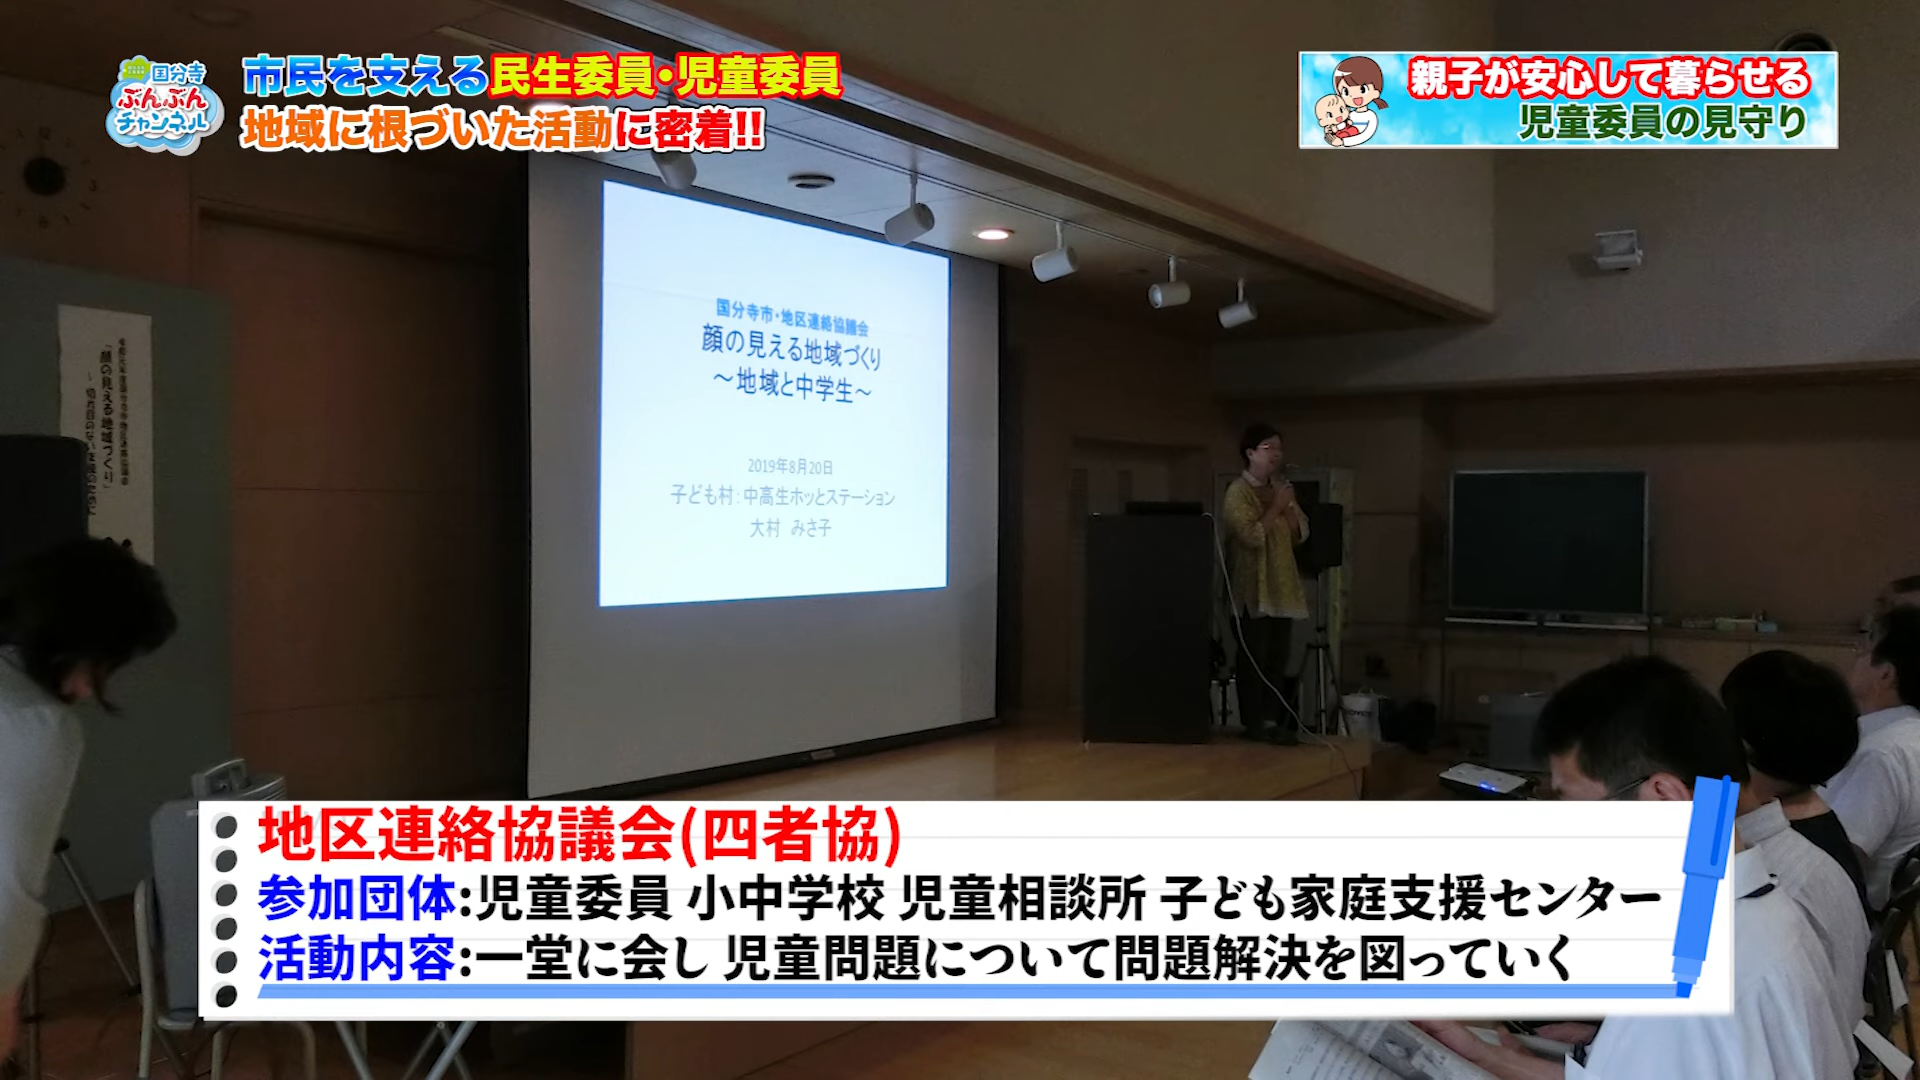 国分寺
ぶんぶん
チャンネル
市民を支える民生委員・児童委員
地域に根づいた活動に密着!!
親子が安心して暮らせる
児童委員の見守り
国分寺市・地区連絡協議会
顔の見える地域づくり
～地域と中学生～
2019年8月20日
子ども村：中高生ホッとステーション
大村 みさ子
「顔の見える地域づくり」
地区連絡協議会(四者協)
参加団体:児童委員 小中学校 児童相談所 子ども家庭支援センター
活動内容:一堂に会し 児童問題について問題解決を図っていく